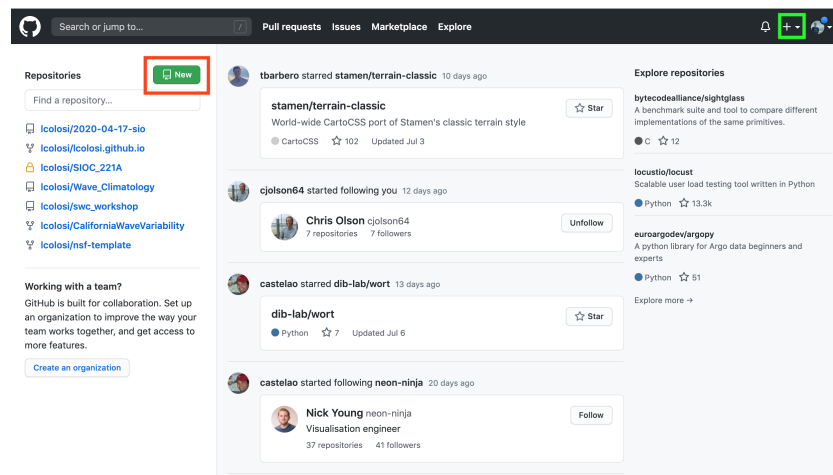 Search or jump to...
/
Pull requests Issues Marketplace Explore
Repositories
New
Find a repository...
lcolosi/2020-04-17-sio
lcolosi/lcolosi.github.io
lcolosi/SIOC_221A
lcolosi/Wave_Climatology
lcolosi/swc_workshop
lcolosi/CaliforniaWaveVariability
lcolosi/nsf-template
Working with a team?
GitHub is built for collaboration. Set up
an organization to improve the way your
team works together, and get access to
more features.
Create an organization
tbarbero starred stamen/terrain-classic 10 days ago
stamen/terrain-classic
Star
World-wide CartoCSS port of Stamen's classic terrain style
CartoCSS 102 Updated Jul 3
cjolson64 started following you 12 days ago
Chris Olson cjolson64
Unfollow
7 repositories 7 followers
castelao starred dib-lab/wort 13 days ago
dib-lab/wort
Star
Python 7 Updated Jul 6
castelao started following neon-ninja 20 days ago
Nick Young neon-ninja
Follow
Visualisation engineer
37 repositories 41 followers
Explore repositories
bytecodealliance/sightglass
A benchmark suite and tool to compare different
implementations of the same primitives.
C 12
locustio/locust
Scalable user load testing tool written in Python
Python 13.3k
euroargodev/argopy
A python library for Argo data beginners and
experts
Python 51
Explore more →